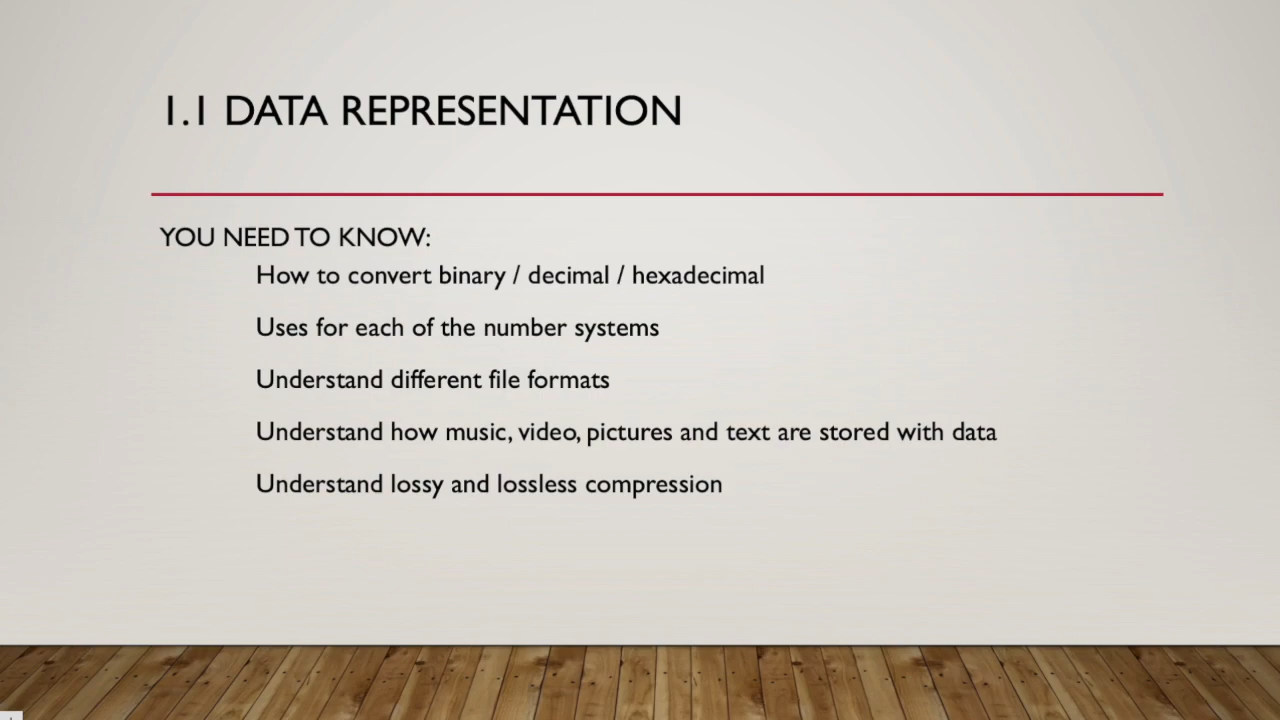 1.1 DATA REPRESENTATION
YOU NEED TO KNOW:
How to convert binary / decimal / hexadecimal
Uses for each of the number systems
Understand different file formats
Understand how music, video, pictures and text are stored with data
Understand lossy and lossless compression